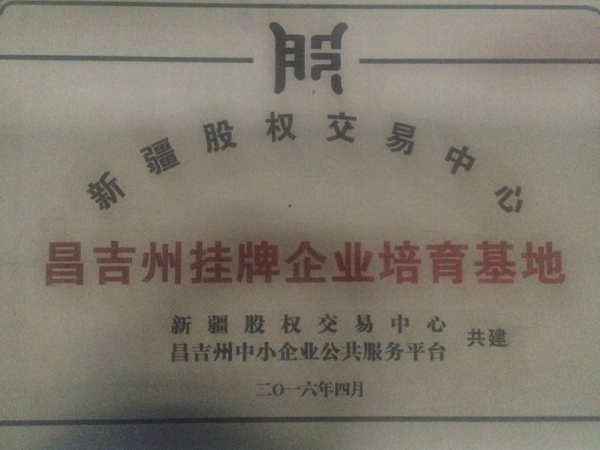 股
新疆股权交易中心
昌吉州挂牌企业培育基地
新疆股权交易中心
昌吉州中小企业公共服务平台
共建
二〇一六年四月